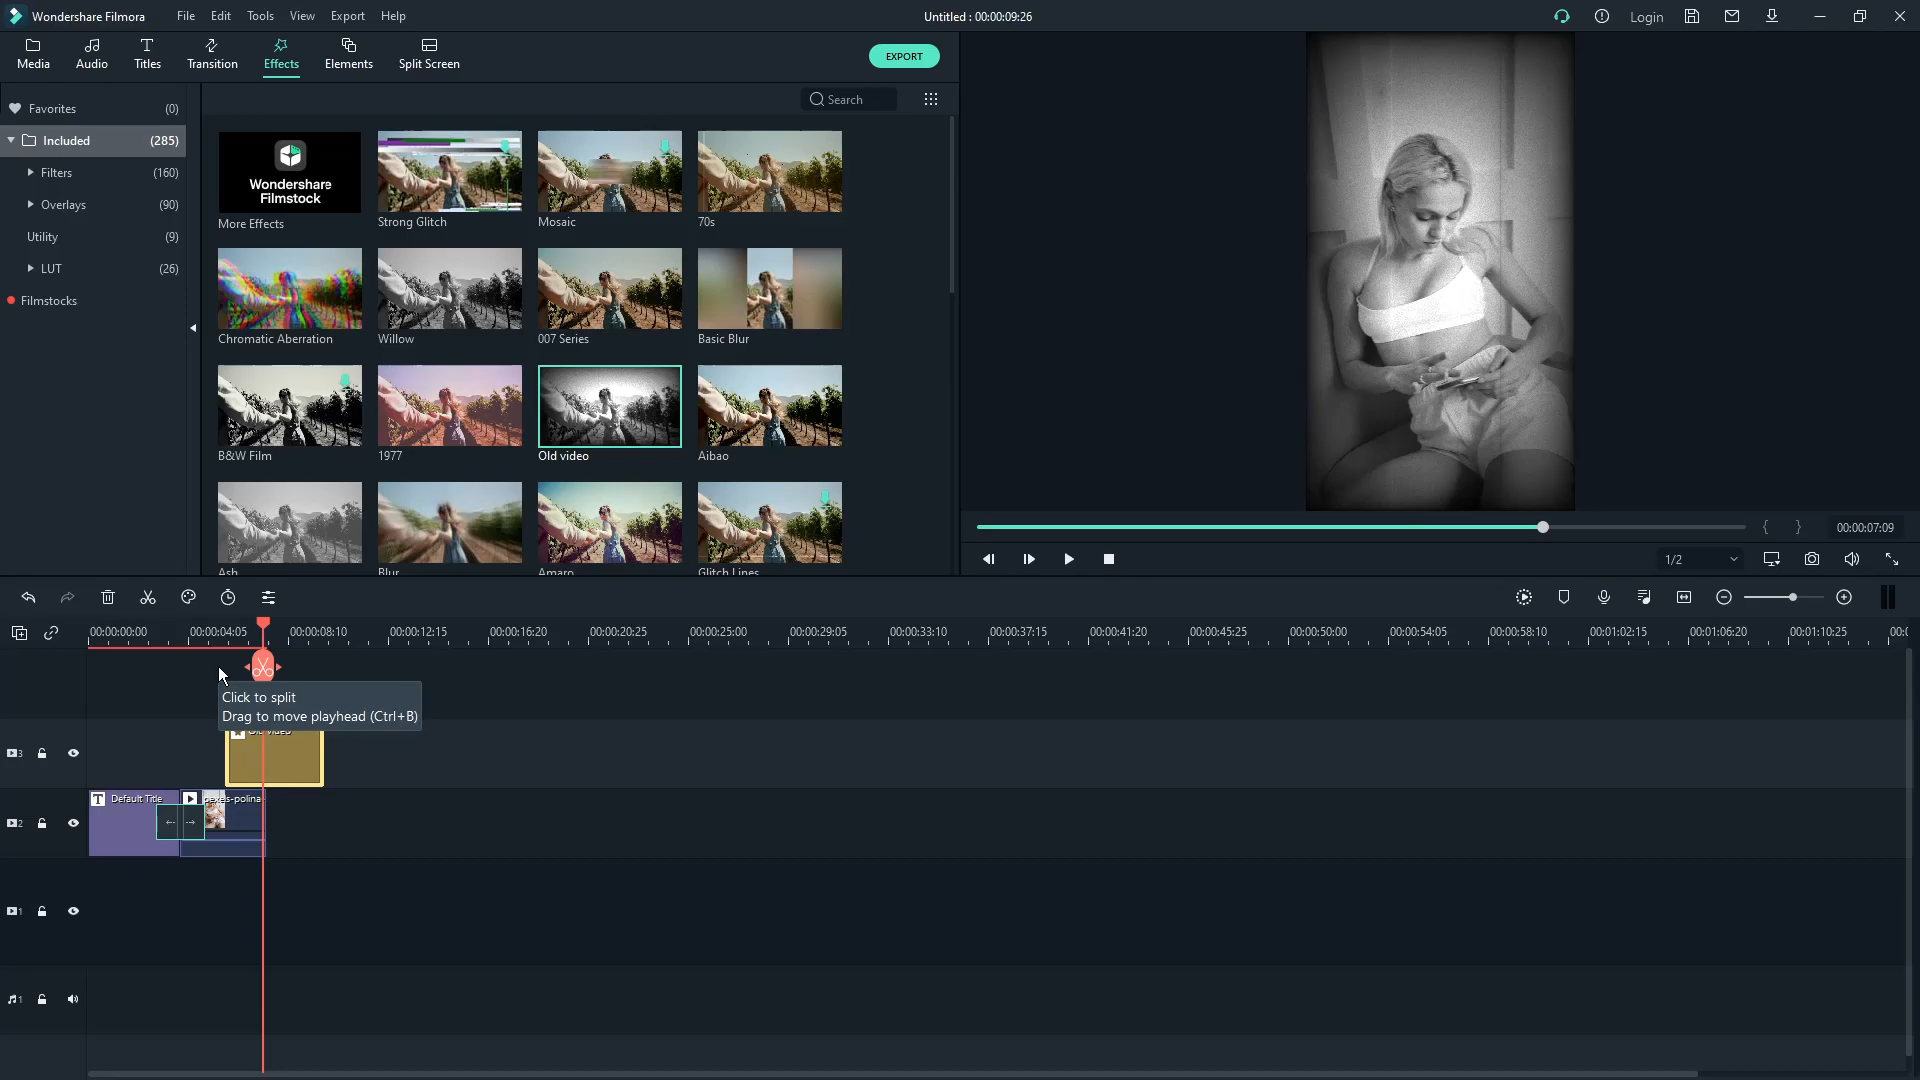 Wondershare Filmora File Edit Tools View Export Help Untitled : 00:00:09:26 Login
Media Audio Titles Transition Effects Elements Split Screen EXPORT
Favorites (0)
Search
Included (285)
Filters (160)
Overlays (90)
Utility (9)
LUT (26)
Filmstocks
Wondershare
Filmstock
More Effects Strong Glitch Mosaic 70s
Chromatic Aberration Willow 007 Series Basic Blur
B&W Film 1977 Old video Aibao
Ash Blur Amaro Glitch Lines
{ } 00:00:07:09
1/2
00:00:00:00 00:00:04:05 00:00:08:10 00:00:12:15 00:00:16:20 00:00:20:25 00:00:25:00 00:00:29:05 00:00:33:10 00:00:37:15 00:00:41:20 00:00:45:25 00:00:50:00 00:00:54:05 00:00:58:10 00:01:02:15 00:01:06:20 00:01:10:25 00:0
Click to split
Drag to move playhead (Ctrl+B)
3 Old video
2 T Default Title pexels-polina
1
1